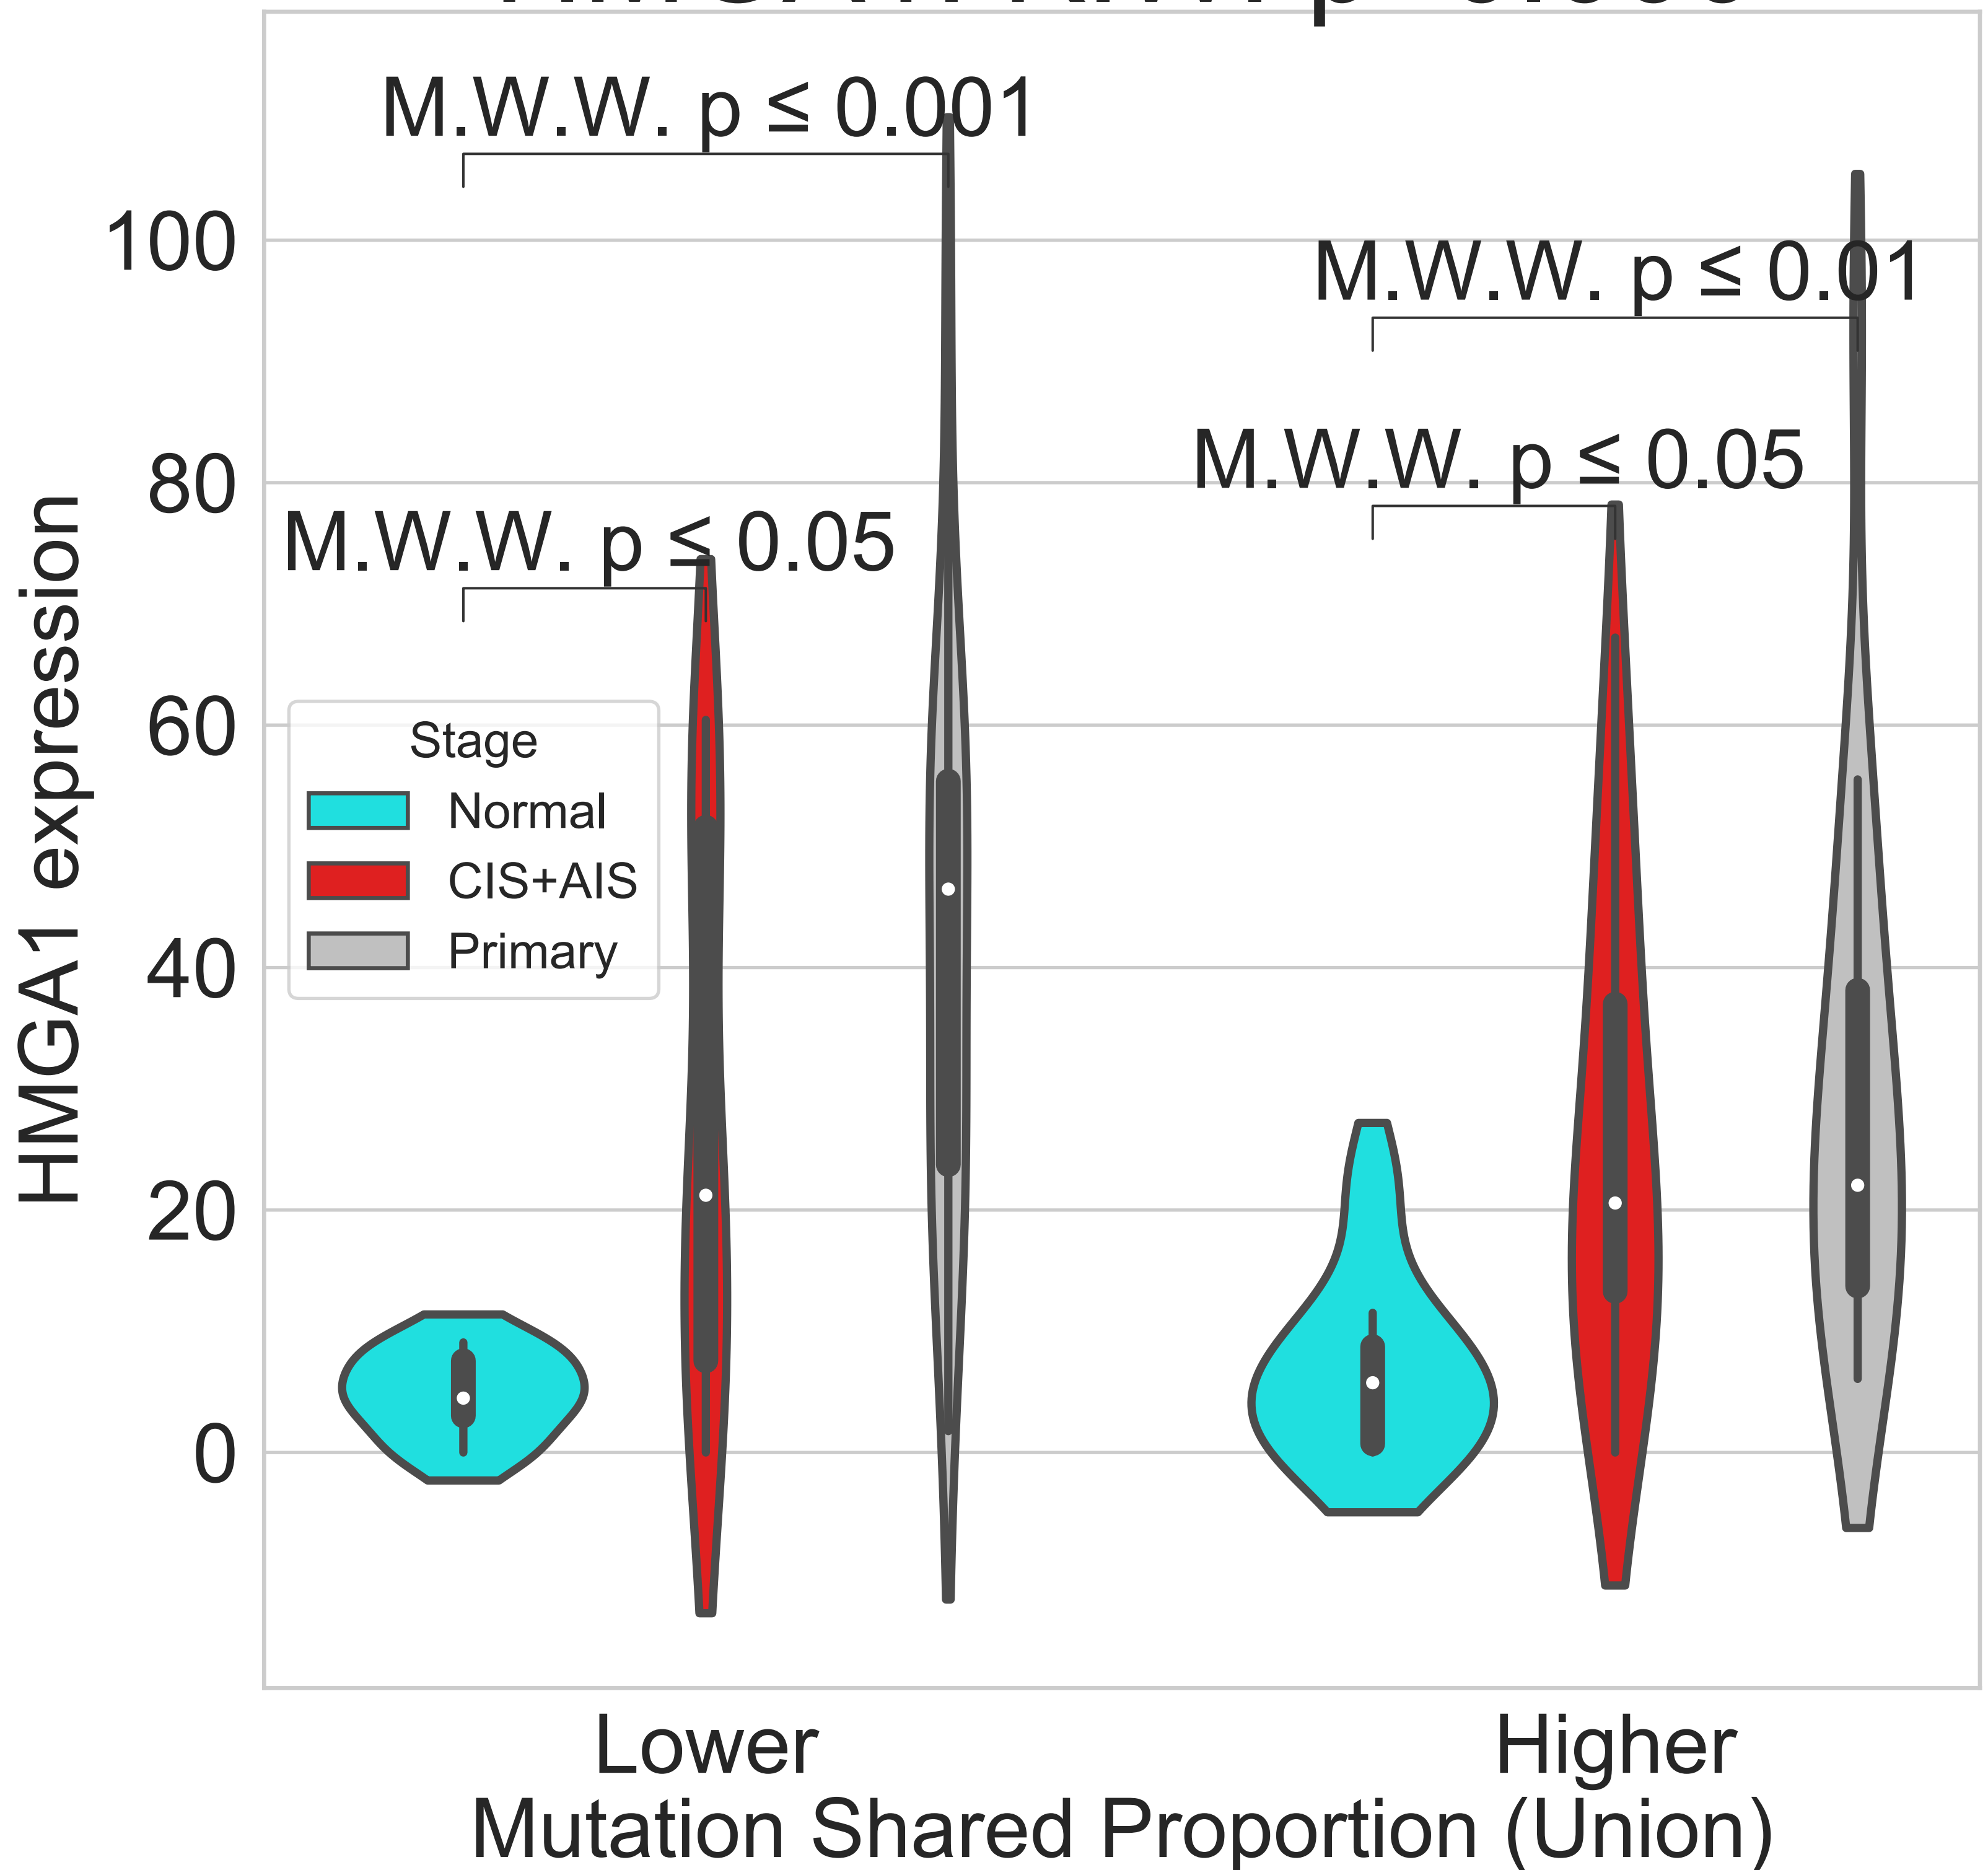 M.W.W. p ≤ 0.001
100
M.W.W. p ≤ 0.01
80
M.W.W. p ≤ 0.05
M.W.W. p ≤ 0.05
60
Stage
Normal
CIS+AIS
Primary
40
20
0
HMGA1 expression
Lower
Higher
Mutation Shared Proportion (Union)